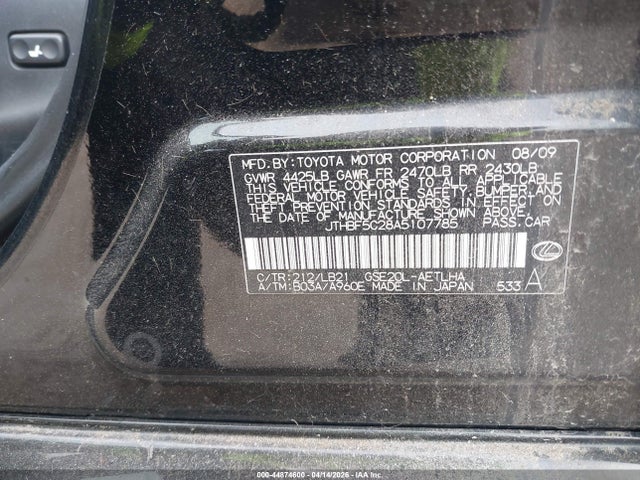 MFD.BY:TOYOTA MOTOR CORPORATION 08/09
GVWR 4425LB GAWR FR 2470LB RR 2430LB
THIS VEHICLE CONFORMS TO ALL APPLICABLE
FEDERAL MOTOR VEHICLE SAFETY, BUMPER, AND
THEFT PREVENTION STANDARDS IN EFFECT ON
THE DATE OF MANUFACTURE SHOWN ABOVE.
JTHBF5C28A5107785 PASS.CAR
C/TR:212/LB21 GSE20L-AETLHA A
A/TM:B03A/A960E MADE IN JAPAN 533
000-44874600 - 04/14/2026 - WWW.IAAI.COM